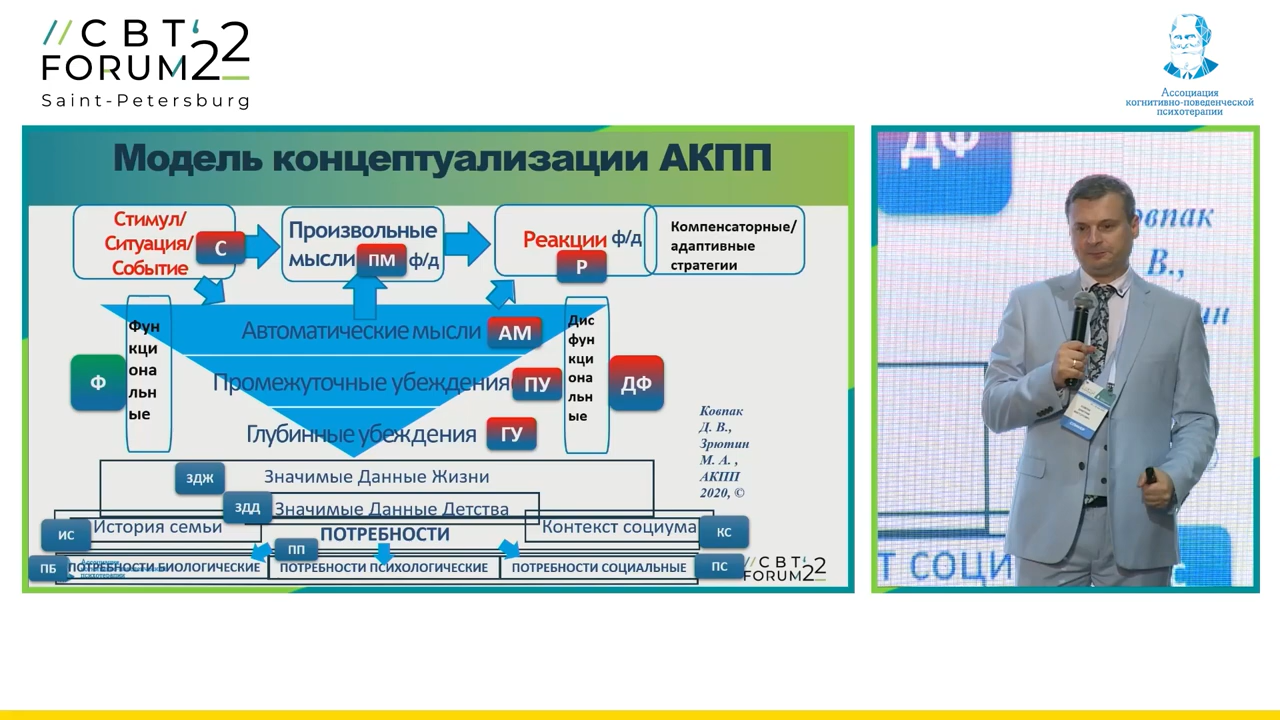 //CBT'22
FORUM
Saint-Petersburg
Ассоциация
когнитивно-поведенческой
психотерапии
Модель концептуализации АКПП
Стимул/
Ситуация/
Событие
С
Произвольные
мысли ПМ ф/д
Реакции ф/д
Р
Компенсаторные/
адаптивные
стратегии
Автоматические мысли АМ
Промежуточные убеждения ПУ
Глубинные убеждения ГУ
Ф
Фун
кци
она
льн
ые
Дис
фун
кци
она
льн
ые
ДФ
Ковпак
Д. В.,
Зрютин
М. А. ,
АКПП
2020, ©
ЗДЖ Значимые Данные Жизни
ЗДД Значимые Данные Детства
ИС История семьи
ПОТРЕБНОСТИ
Контекст социума КС
ПП
ПБ ПОТРЕБНОСТИ БИОЛОГИЧЕСКИЕ
ПОТРЕБНОСТИ ПСИХОЛОГИЧЕСКИЕ
ПОТРЕБНОСТИ СОЦИАЛЬНЫЕ ПС
//CBT
FORUM22
ДФ
овпак
В.,
ин
Т СОЦИ